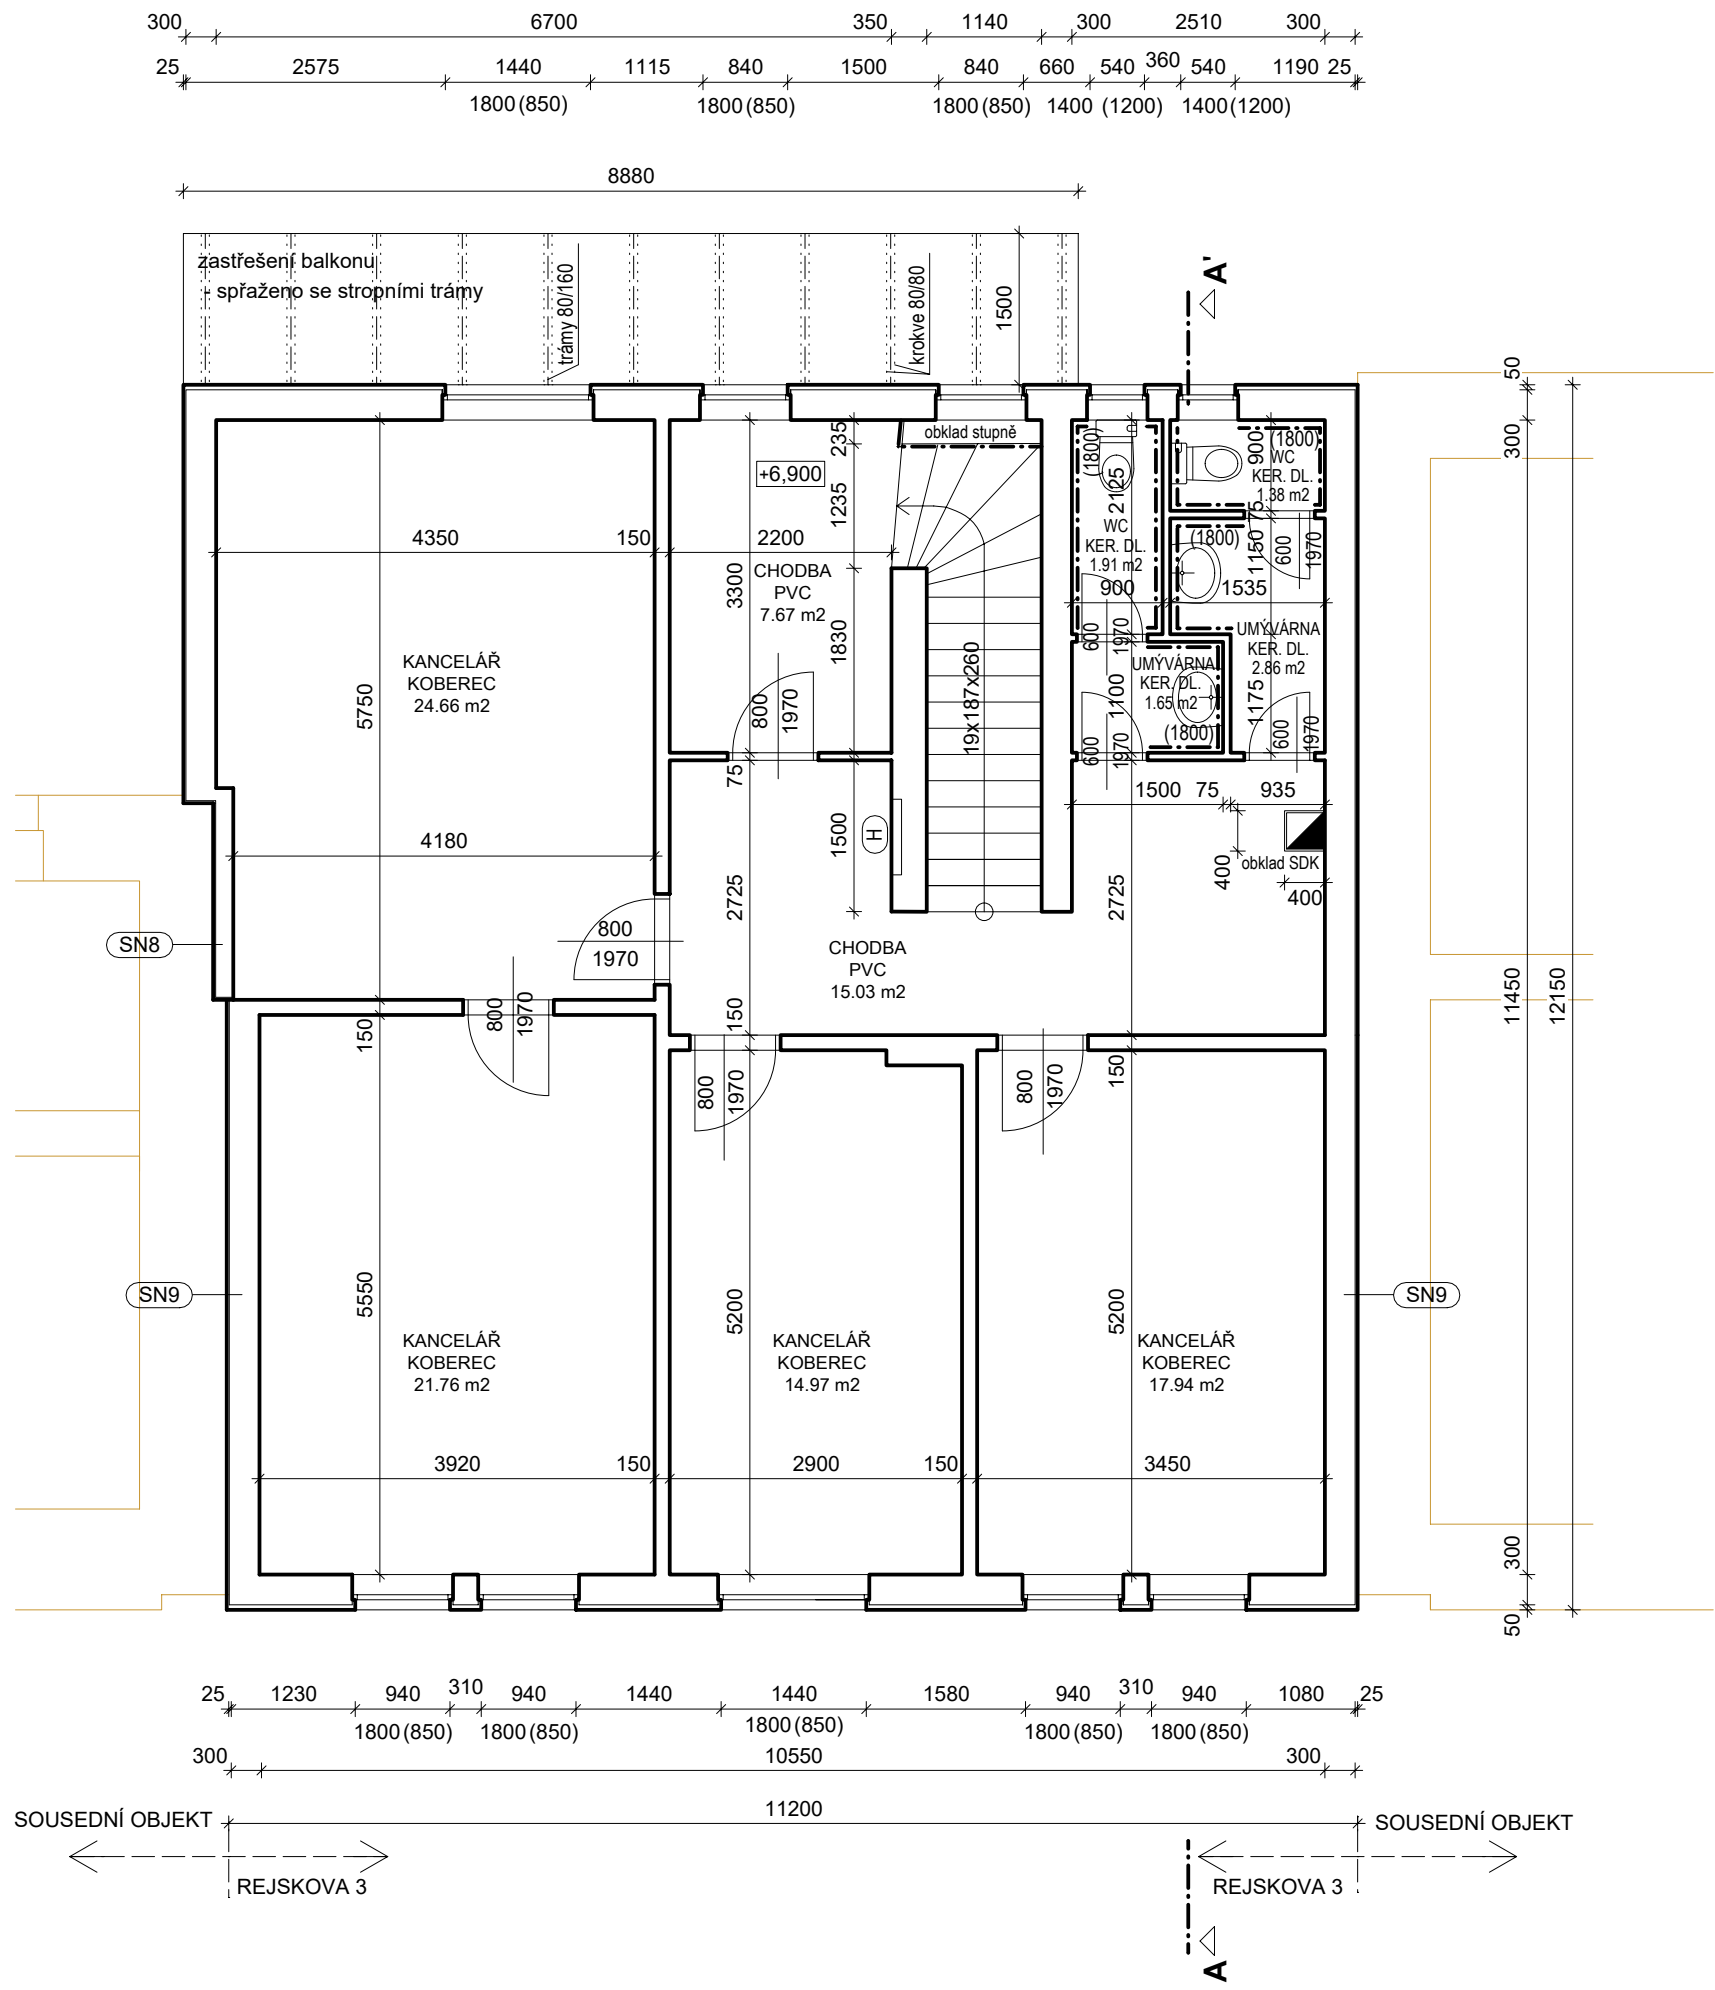 300 6700 350 1140 300 2510 300
25 2575 1440 1115 840 1500 840 660 540 360 540 1190 25
1800(850) 1800(850) 1800(850) 1400 (1200) 1400(1200)
8880
zastřešení balkonu
- spřaženo se stropními trámy
trámy 80/160
krokve 80/80
1500
A'
50
300
11450
12150
300
50
obklad stupně
235
1235
1830
+6,900
4350 150 2200
3300
CHODBA
PVC
7.67 m2
800
1970
75
1500
2725
19x187x260
H
(1800)
2125
WC
KER. DL.
1.91 m2
900
600
1970
(1800)
900
WC
KER. DL.
1.38 m2
75
1150
(1800)
600
1970
1535
UMÝVÁRNA
KER. DL.
2.86 m2
1175
600
1970
UMÝVÁRNA
KER. DL.
1.65 m2
(1800)
1100
600
1970
1500 75 935
400
obklad SDK
400
2725
KANCELÁŘ
KOBEREC
24.66 m2
5750
4180
SN8
800
1970
CHODBA
PVC
15.03 m2
150
150
800
1970
150
800
1970
800
1970
SN9
5550
KANCELÁŘ
KOBEREC
21.76 m2
5200
KANCELÁŘ
KOBEREC
14.97 m2
5200
KANCELÁŘ
KOBEREC
17.94 m2
SN9
3920 150 2900 150 3450
25 1230 940 310 940 1440 1440 1580 940 310 940 1080 25
1800(850) 1800(850) 1800(850) 1800(850) 1800(850)
300 10550 300
11200
SOUSEDNÍ OBJEKT
SOUSEDNÍ OBJEKT
REJSKOVA 3
REJSKOVA 3
A